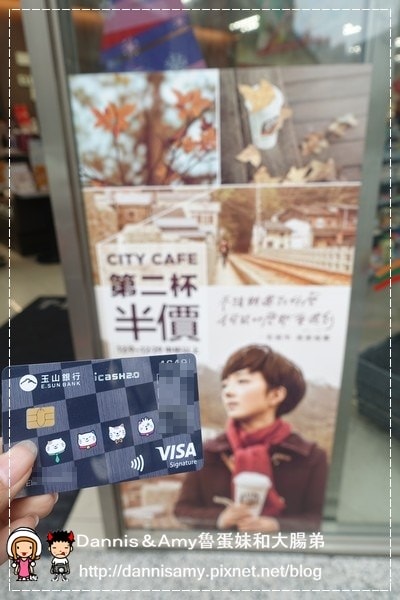 CITY CAFE
第二杯
半價
玉山銀行
E.SUN BANK
icash2.0
VISA
Signature
Dannis＆Amy魯蛋妹和大腸弟
http://dannisamy.pixnet.net/blog